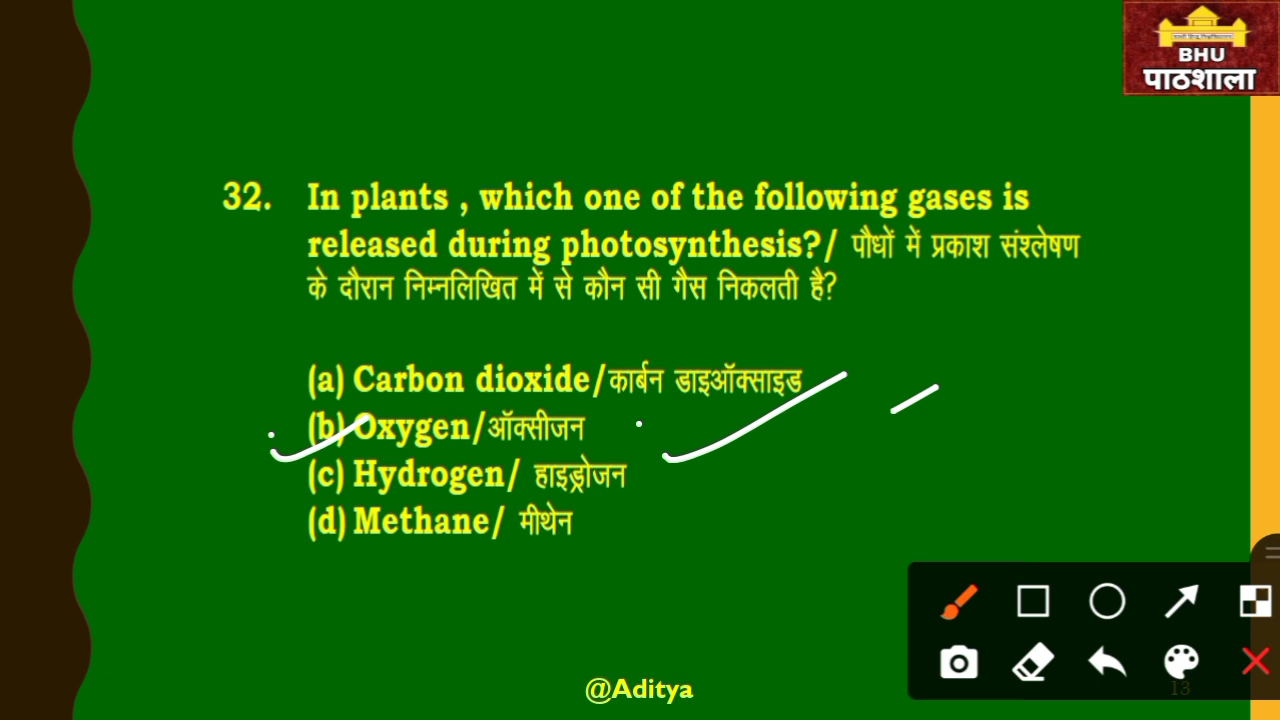 BHU
पाठशाला
32. In plants , which one of the following gases is
released during photosynthesis?/ पौधों में प्रकाश संश्लेषण
के दौरान निम्नलिखित में से कौन सी गैस निकलती है?
(a) Carbon dioxide/कार्बन डाइऑक्साइड
(b) Oxygen/ऑक्सीजन
(c) Hydrogen/ हाइड्रोजन
(d) Methane/ मीथेन
@Aditya
13